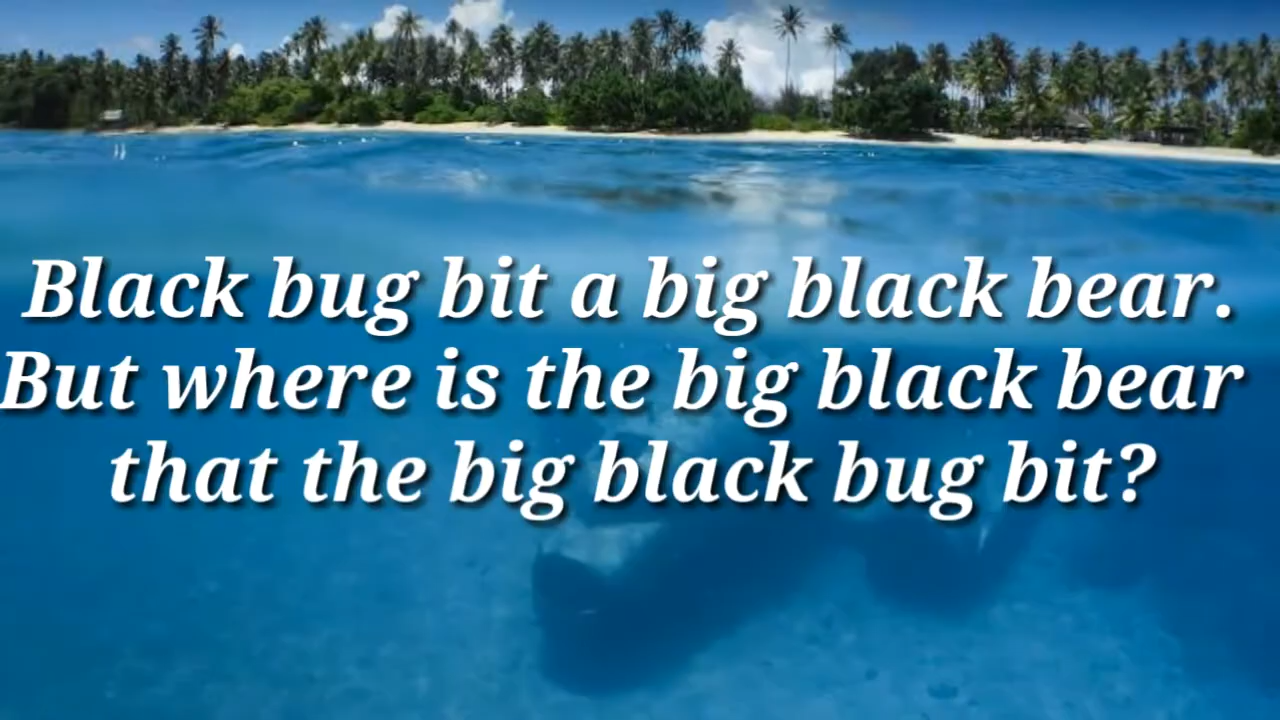 Black bug bit a big black bear.
But where is the big black bear
that the big black bug bit?